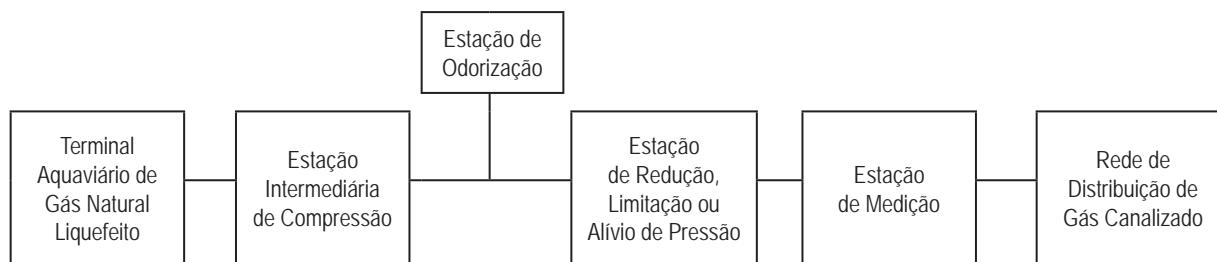 Estação de
Odorização
Terminal
Aquaviário de
Gás Natural
Liquefeito
Estação
Intermediária
de Compressão
Estação
de Redução,
Limitação ou
Alívio de Pressão
Estação
de Medição
Rede de
Distribuição de
Gás Canalizado